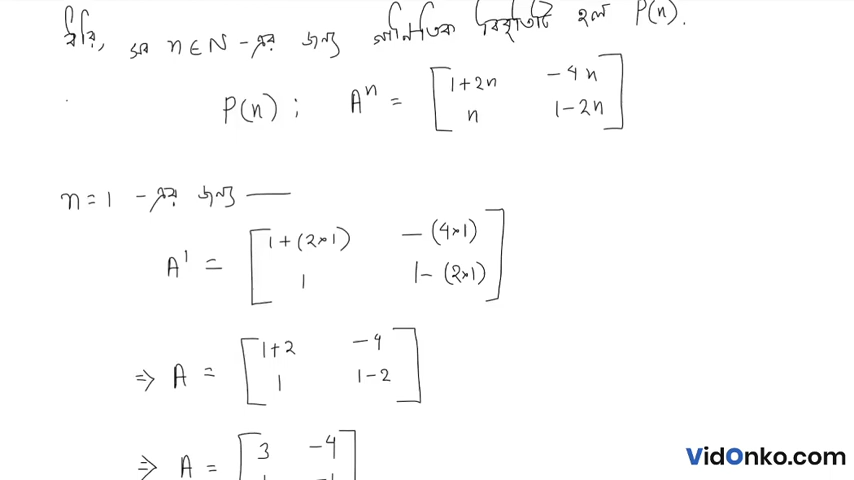 ধরি, সব n ∈ N -এর জন্য গাণিতিক বিবৃতিটি হল P(n).
P(n) ; Aⁿ = [1+2n -4n
n 1-2n]
n = 1 -এর জন্য —
A¹ = [1+(2×1) -(4×1)
1 1-(2×1)]
⇒ A = [1+2 -4
1 1-2]
⇒ A = [3 -4
VidOnko.com